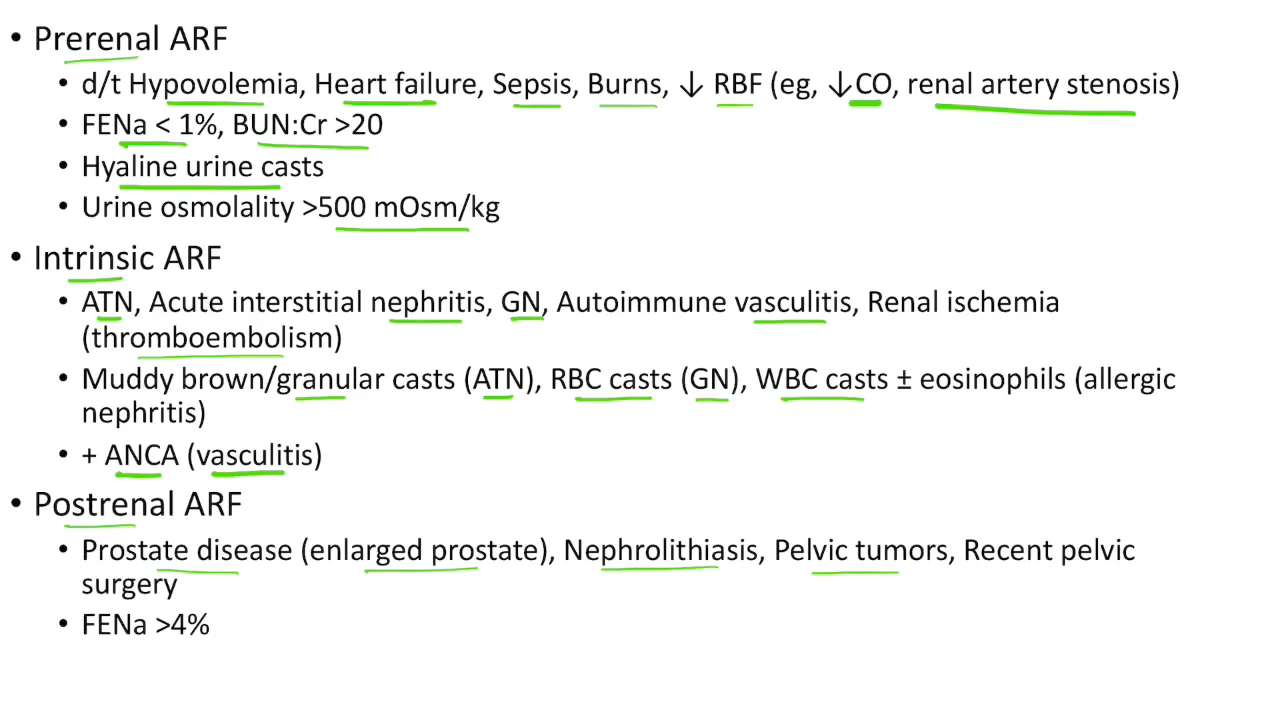 • Prerenal ARF
• d/t Hypovolemia, Heart failure, Sepsis, Burns, ↓ RBF (eg, ↓CO, renal artery stenosis)
• FENa < 1%, BUN:Cr >20
• Hyaline urine casts
• Urine osmolality >500 mOsm/kg
• Intrinsic ARF
• ATN, Acute interstitial nephritis, GN, Autoimmune vasculitis, Renal ischemia
(thromboembolism)
• Muddy brown/granular casts (ATN), RBC casts (GN), WBC casts ± eosinophils (allergic
nephritis)
• + ANCA (vasculitis)
• Postrenal ARF
• Prostate disease (enlarged prostate), Nephrolithiasis, Pelvic tumors, Recent pelvic
surgery
• FENa >4%